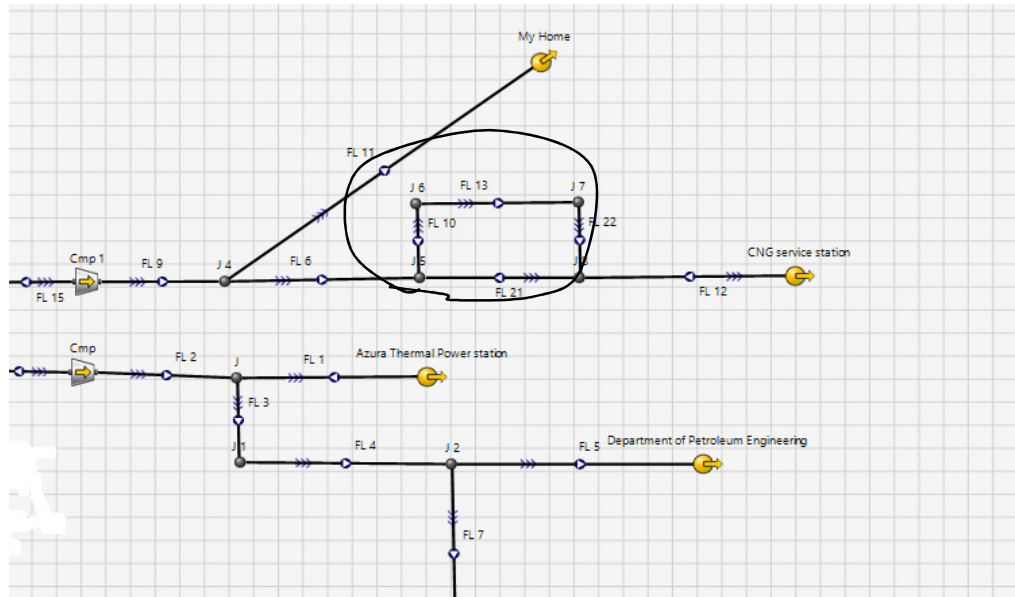 My Home
FL 11
J 6
FL 13
J 7
FL 10
FL 22
CNG service station
Cmp 1
FL 9
J 4
FL 6
J 5
FL 15
FL 21
FL 12
Cmp
FL 2
J
FL 1
Azura Thermal Power station
FL 3
J 1
FL 4
J 2
FL 5
Department of Petroleum Engineering
FL 7